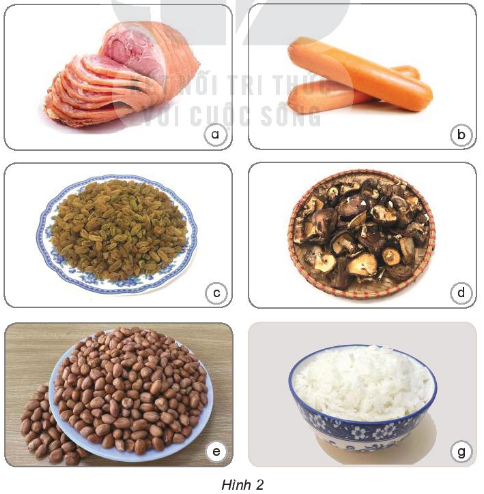 KẾT NỐI TRI THỨC
VỚI CUỘC SỐNG
a
b
c
d
e
g
Hình 2